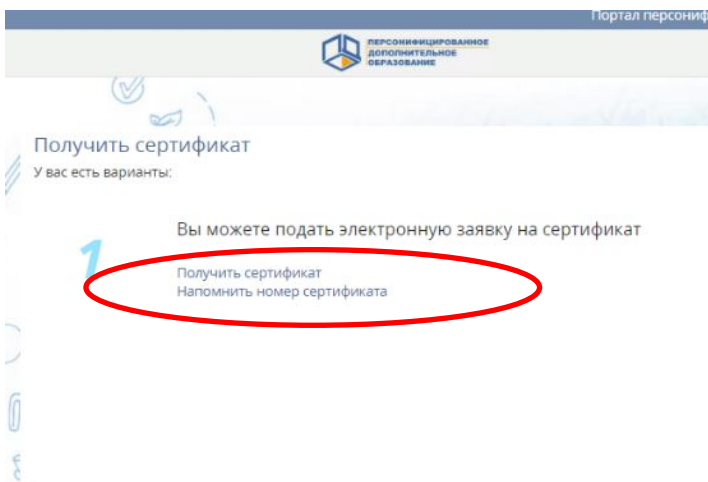 Портал персониф
ПЕРСОНИФИЦИРОВАННОЕ
ДОПОЛНИТЕЛЬНОЕ
ОБРАЗОВАНИЕ
Получить сертификат
У вас есть варианты:
Вы можете подать электронную заявку на сертификат
1
Получить сертификат
Напомнить номер сертификата